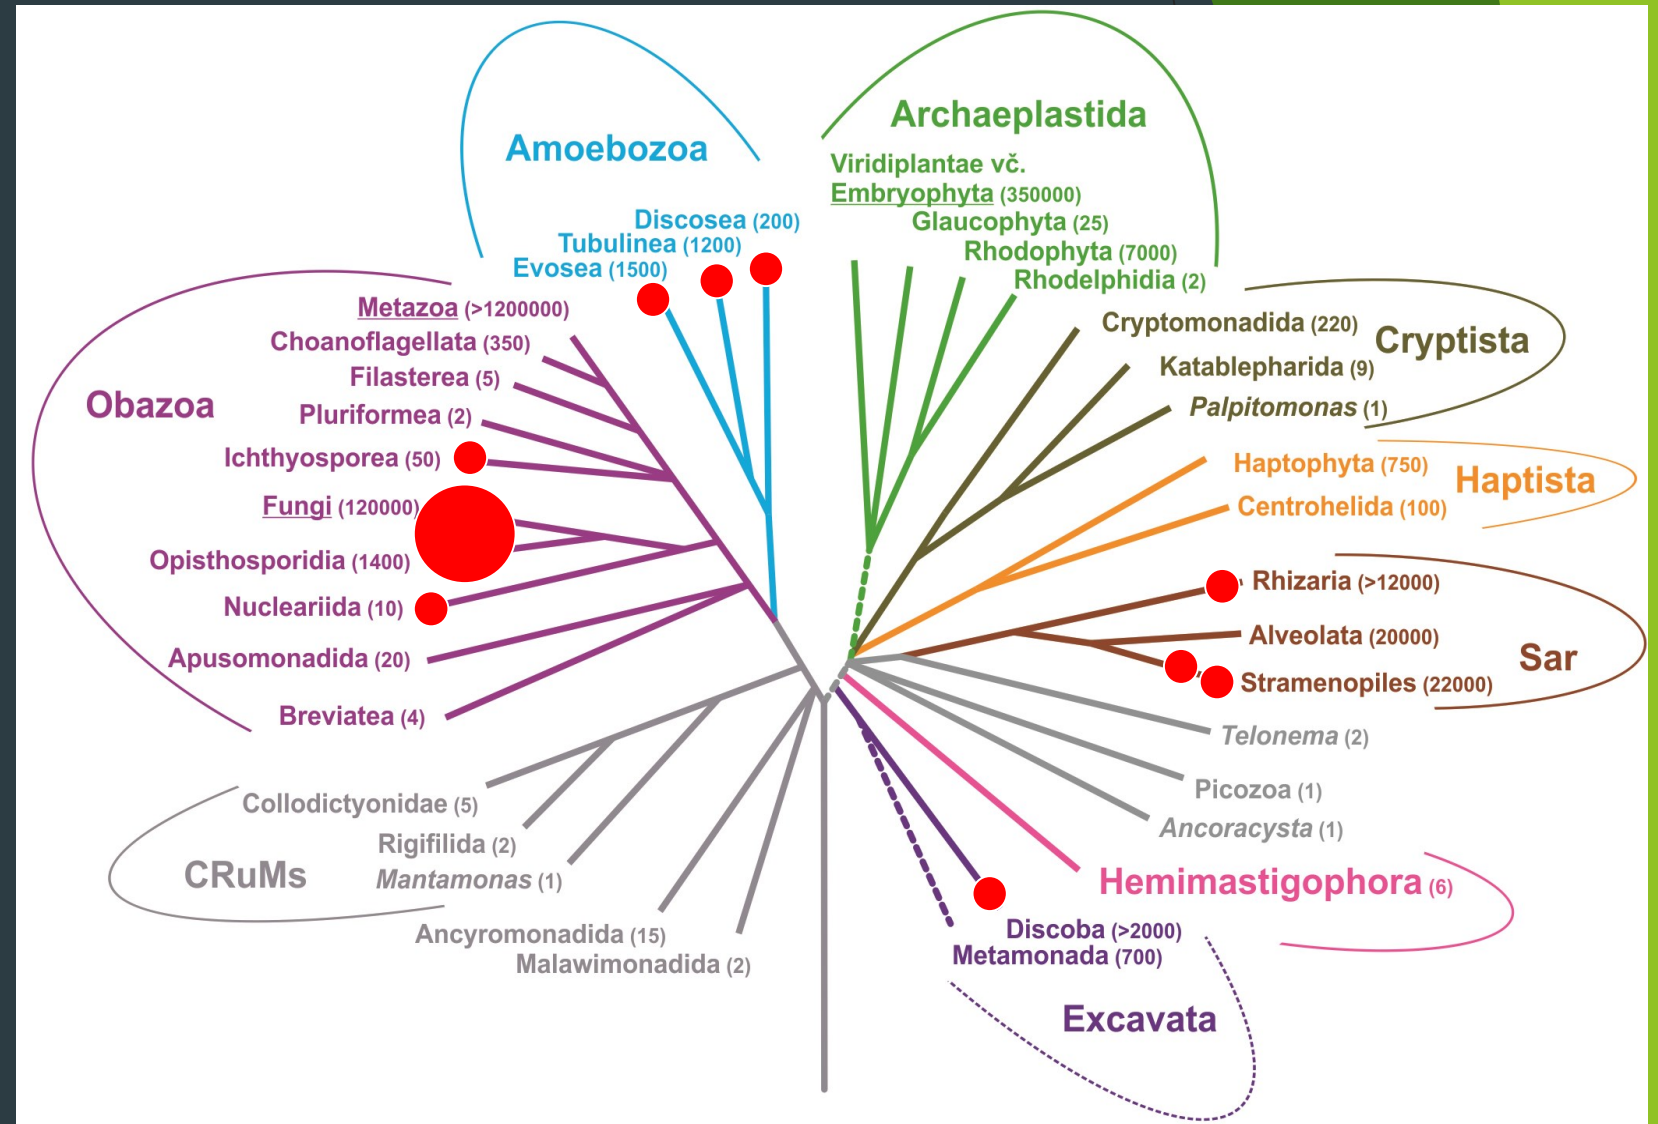 Archaeplastida
Amoebozoa
Viridiplantae vč.
Embryophyta (350000)
Glaucophyta (25)
Rhodophyta (7000)
Rhodelphidia (2)
Discosea (200)
Tubulinea (1200)
Evosea (1500)
Metazoa (>1200000)
Choanoflagellata (350)
Filasterea (5)
Obazoa
Pluriformea (2)
Ichthyosporea (50)
Fungi (120000)
Opisthosporidia (1400)
Nucleariida (10)
Apusomonadida (20)
Breviatea (4)
Cryptomonadida (220)
Cryptista
Katablepharida (9)
Palpitomonas (1)
Haptophyta (750)
Haptista
Centrohelida (100)
Rhizaria (>12000)
Alveolata (20000)
Sar
Stramenopiles (22000)
Telonema (2)
Picozoa (1)
Ancoracysta (1)
Hemimastigophora (6)
Collodictyonidae (5)
Rigifilida (2)
CRuMs
Mantamonas (1)
Ancyromonadida (15)
Malawimonadida (2)
Discoba (>2000)
Metamonada (700)
Excavata